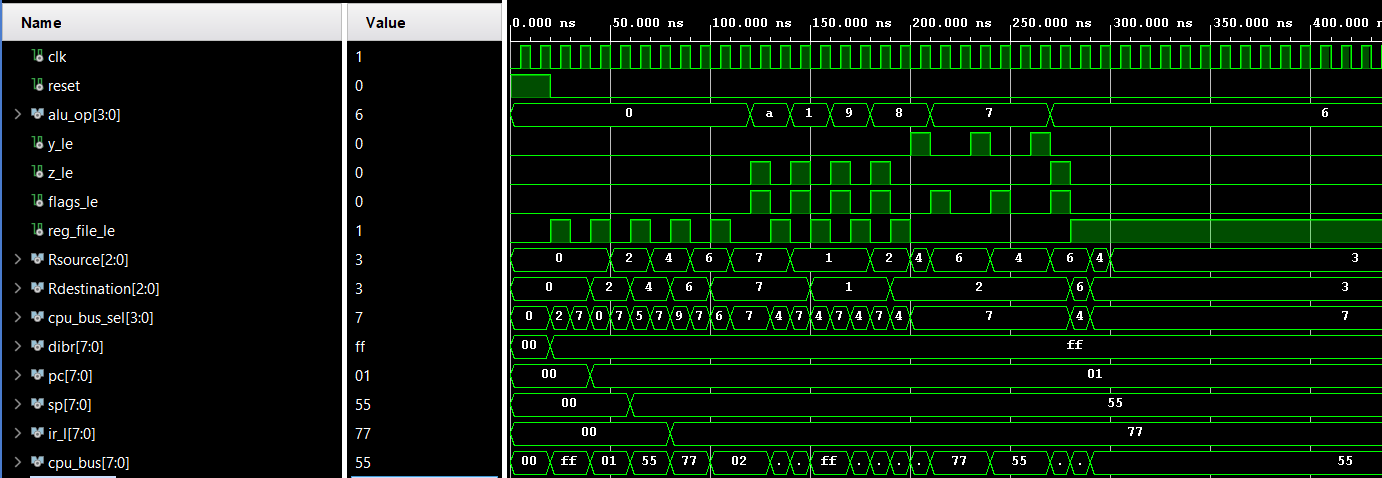 Name Value 0.000 ns 50.000 ns 100.000 ns 150.000 ns 200.000 ns 250.000 ns 300.000 ns 350.000 ns 400.000 n
clk 1
reset 0
alu_op[3:0] 6 0 a 1 9 8 7 6
y_le 0
z_le 0
flags_le 0
reg_file_le 1
Rsource[2:0] 3 0 2 4 6 7 1 2 4 6 4 6 4 3
Rdestination[2:0] 3 0 2 4 6 7 1 2 6 3
cpu_bus_sel[3:0] 7 0 2 7 0 7 5 7 9 7 6 7 4 7 4 7 4 7 4 7 4 7
dibr[7:0] ff 00 ff
pc[7:0] 01 00 01
sp[7:0] 55 00 55
ir_l[7:0] 77 00 77
cpu_bus[7:0] 55 00 ff 01 55 77 02 . . ff . . . . 77 55 . . 55